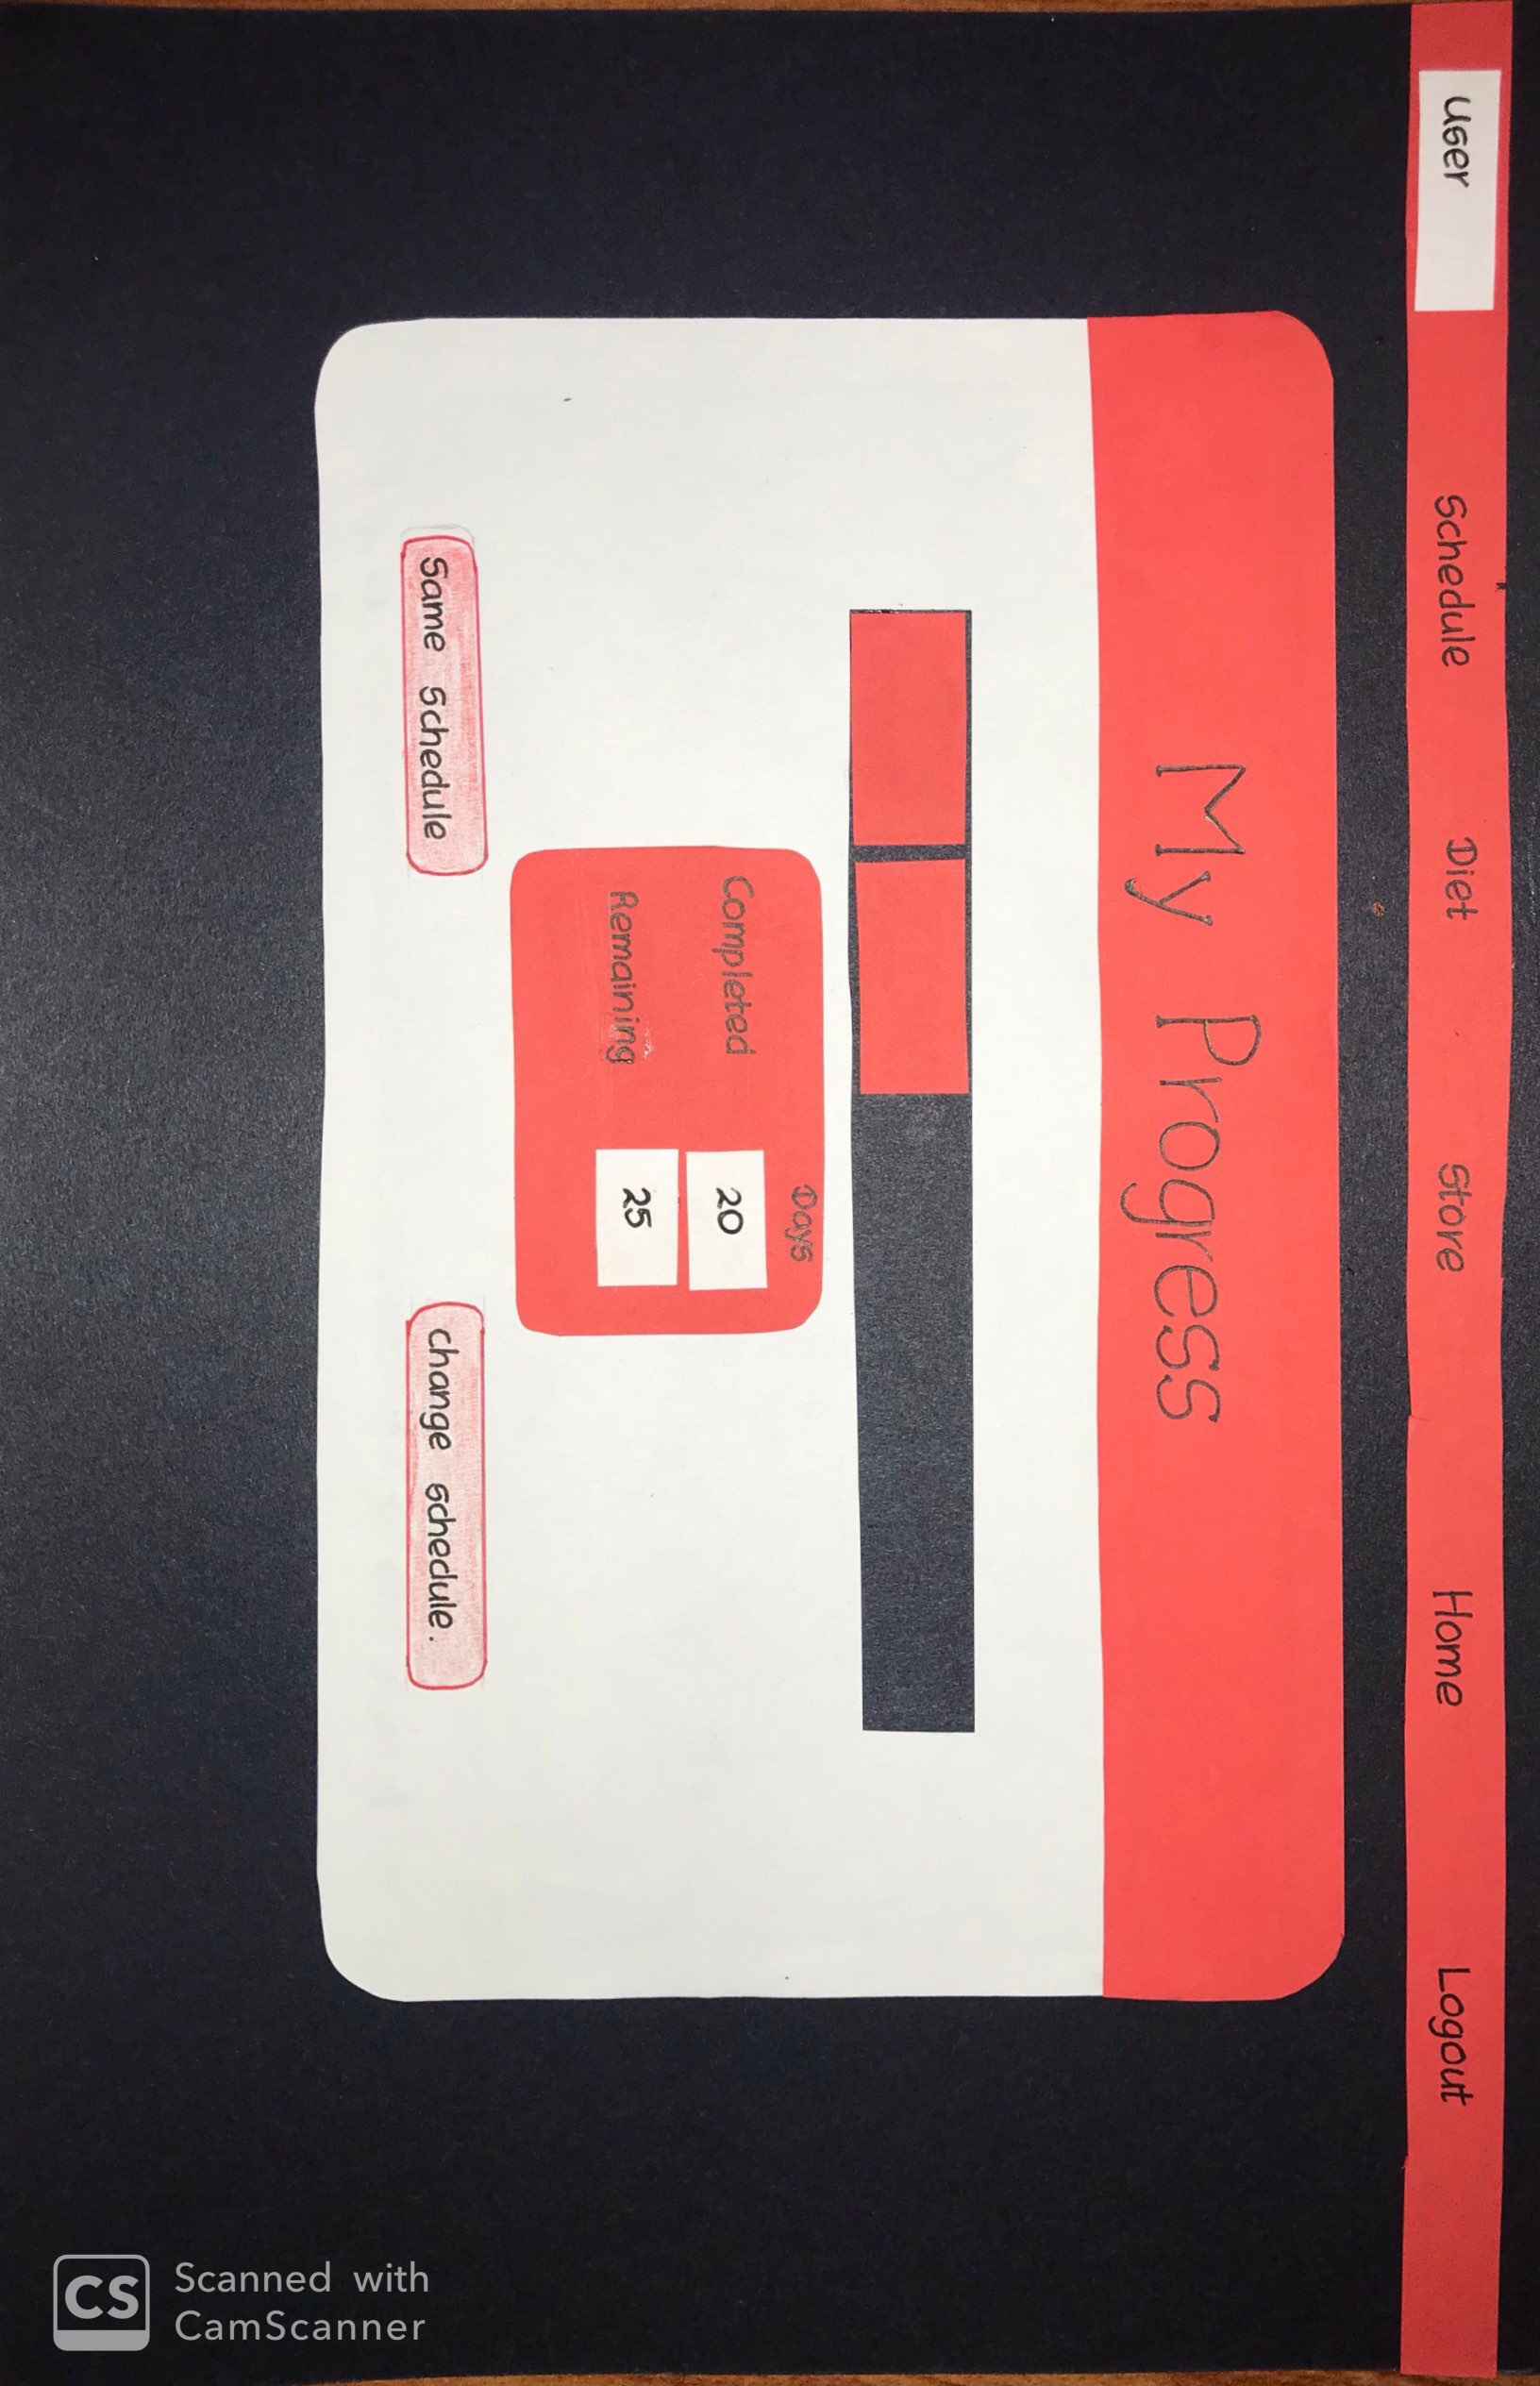 user Schedule Diet Store Home Logout
My Progress
Days
Completed 20
Remaining 25
Same Schedule
change schedule.
CS Scanned with
CamScanner